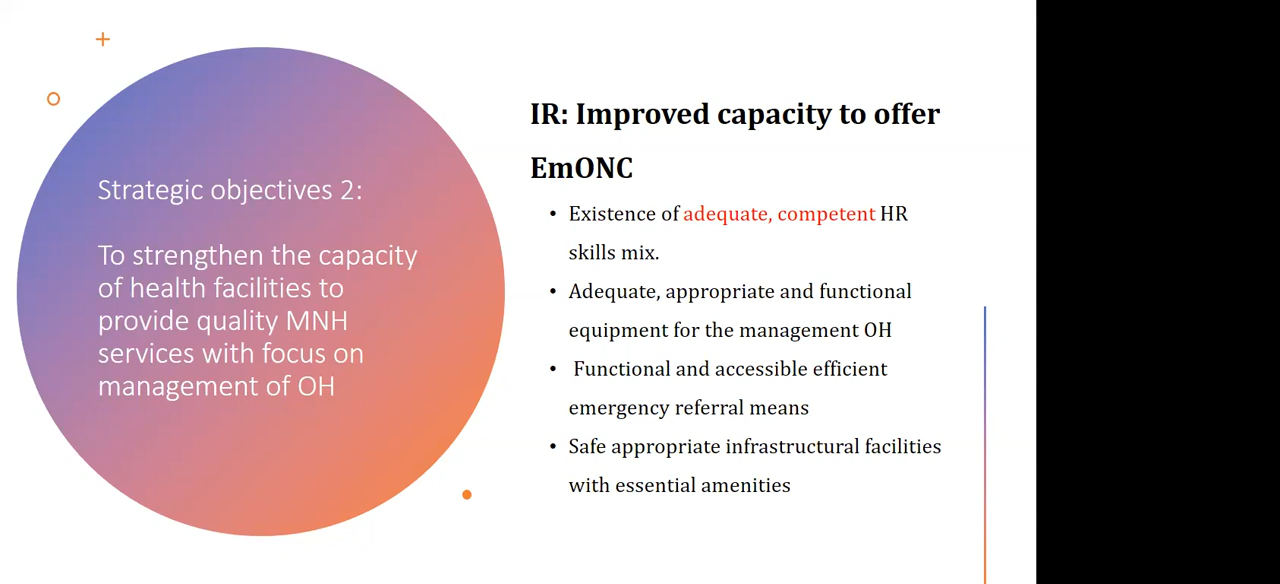 Strategic objectives 2:
To strengthen the capacity
of health facilities to
provide quality MNH
services with focus on
management of OH
IR: Improved capacity to offer
EmONC
• Existence of adequate, competent HR
skills mix.
• Adequate, appropriate and functional
equipment for the management OH
• Functional and accessible efficient
emergency referral means
• Safe appropriate infrastructural facilities
with essential amenities